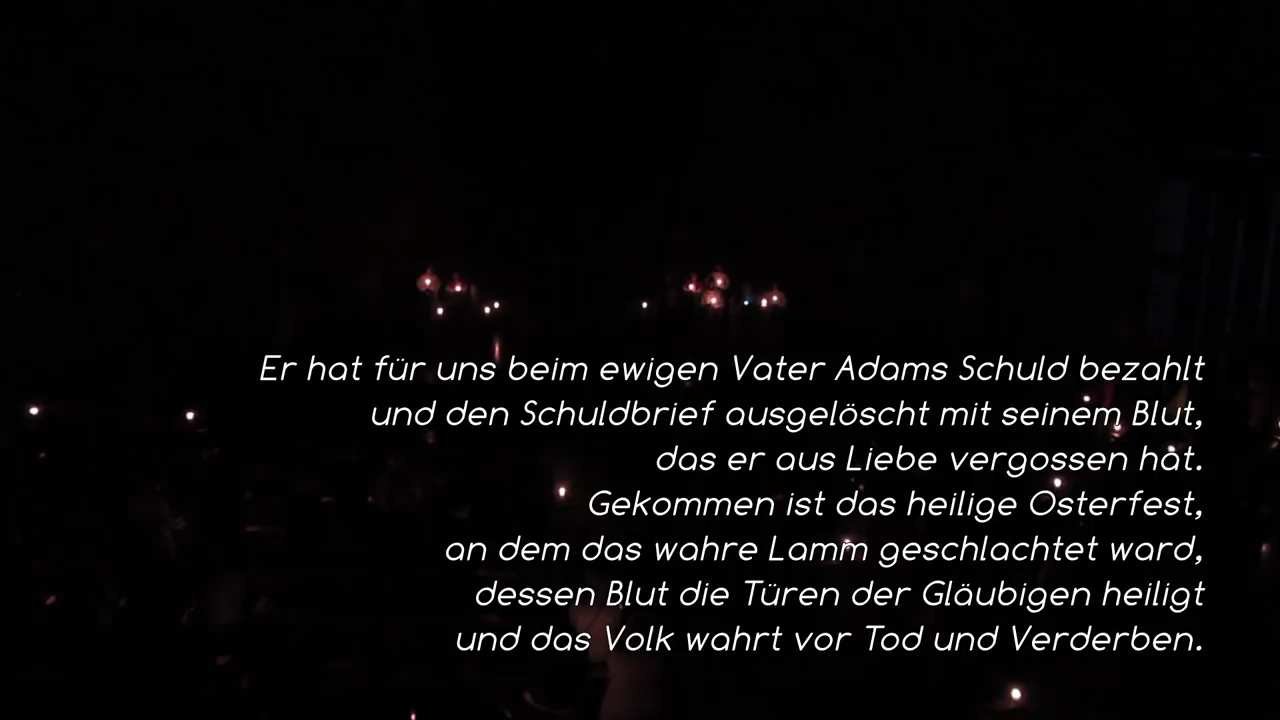 Er hat für uns beim ewigen Vater Adams Schuld bezahlt
und den Schuldbrief ausgelöscht mit seinem Blut,
das er aus Liebe vergossen hat.
Gekommen ist das heilige Osterfest,
an dem das wahre Lamm geschlachtet ward,
dessen Blut die Türen der Gläubigen heiligt
und das Volk wahrt vor Tod und Verderben.